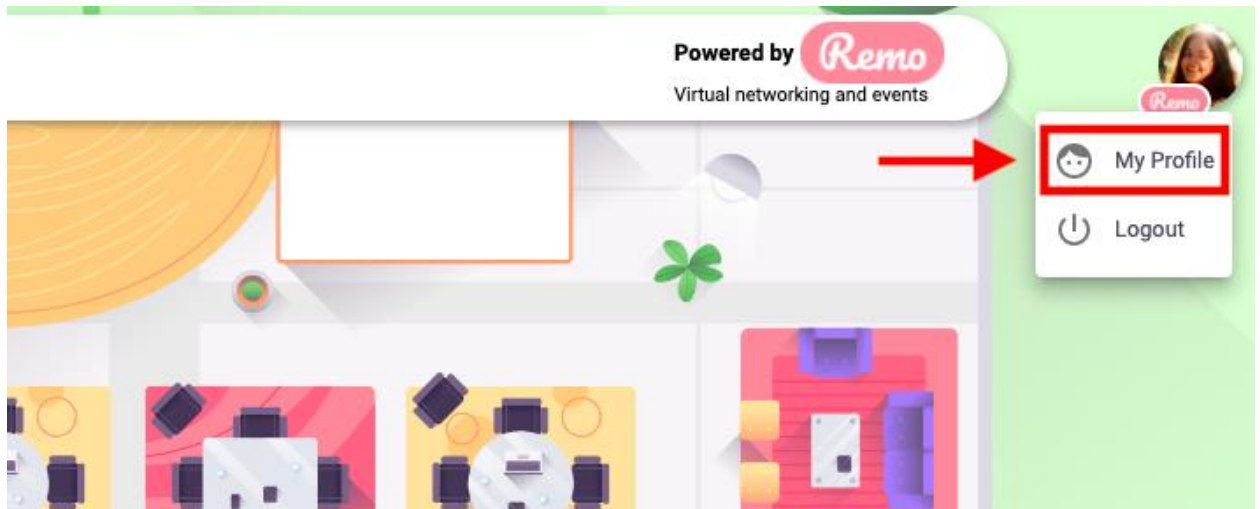 Powered by Remo
Virtual networking and events
Remo
My Profile
Logout